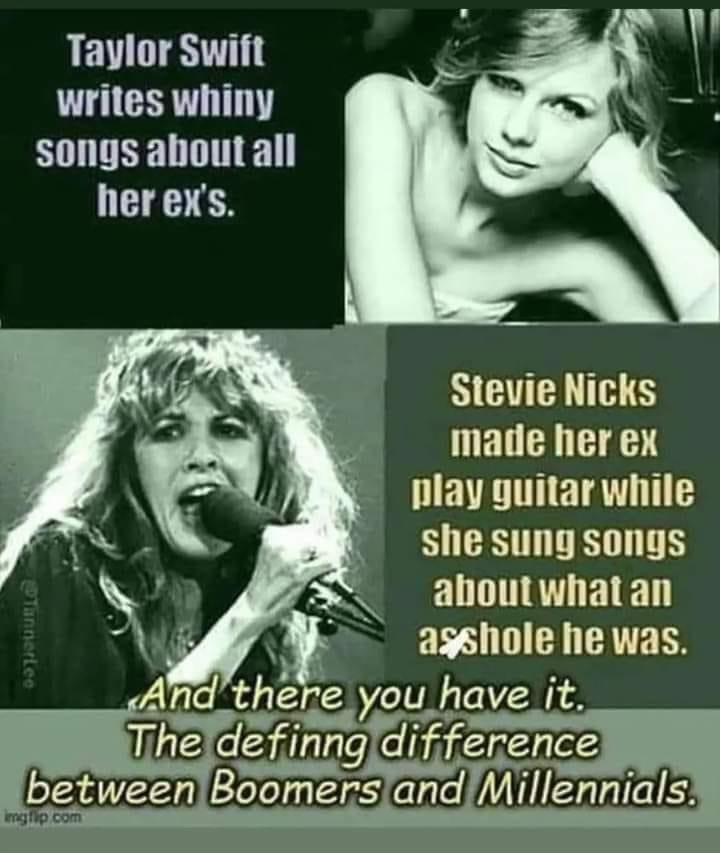 Taylor Swift
writes whiny
songs about all
her ex's.
Stevie Nicks
made her ex
play guitar while
she sung songs
about what an
asshole he was.
@TannerLee
And there you have it.
The definng difference
between Boomers and Millennials.
imgflip.com